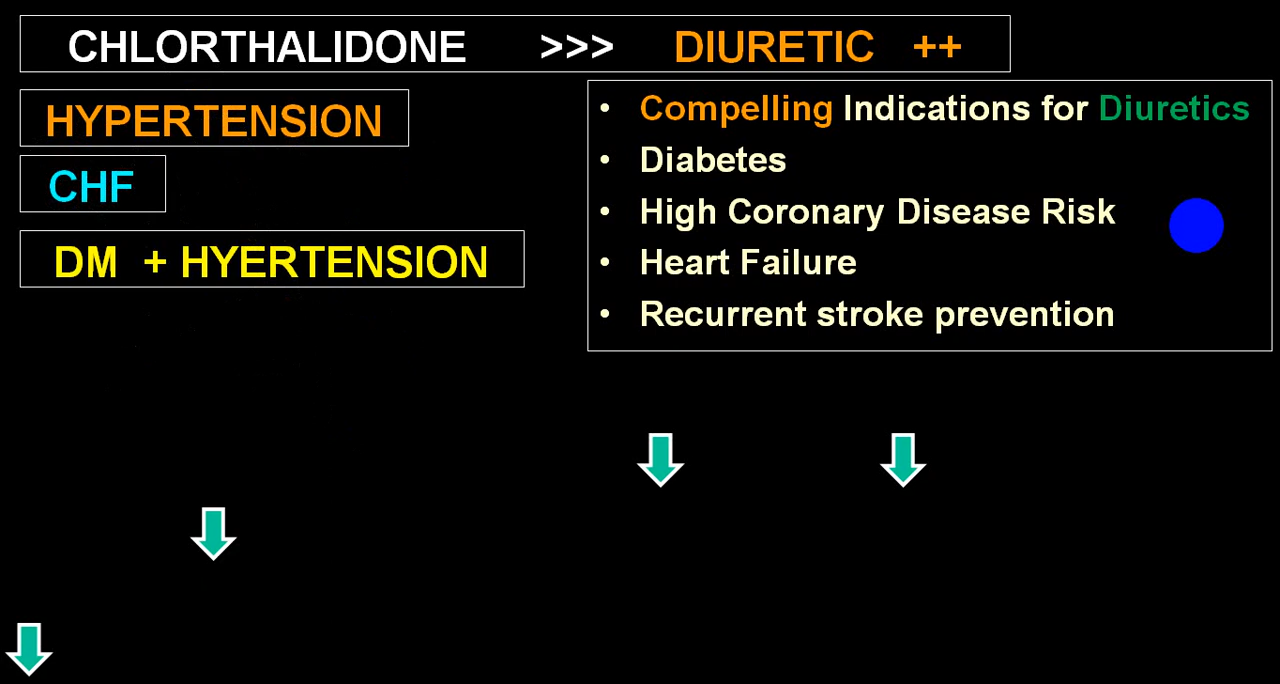 CHLORTHALIDONE >>> DIURETIC ++
HYPERTENSION
CHF
DM + HYERTENSION
• Compelling Indications for Diuretics
• Diabetes
• High Coronary Disease Risk
• Heart Failure
• Recurrent stroke prevention